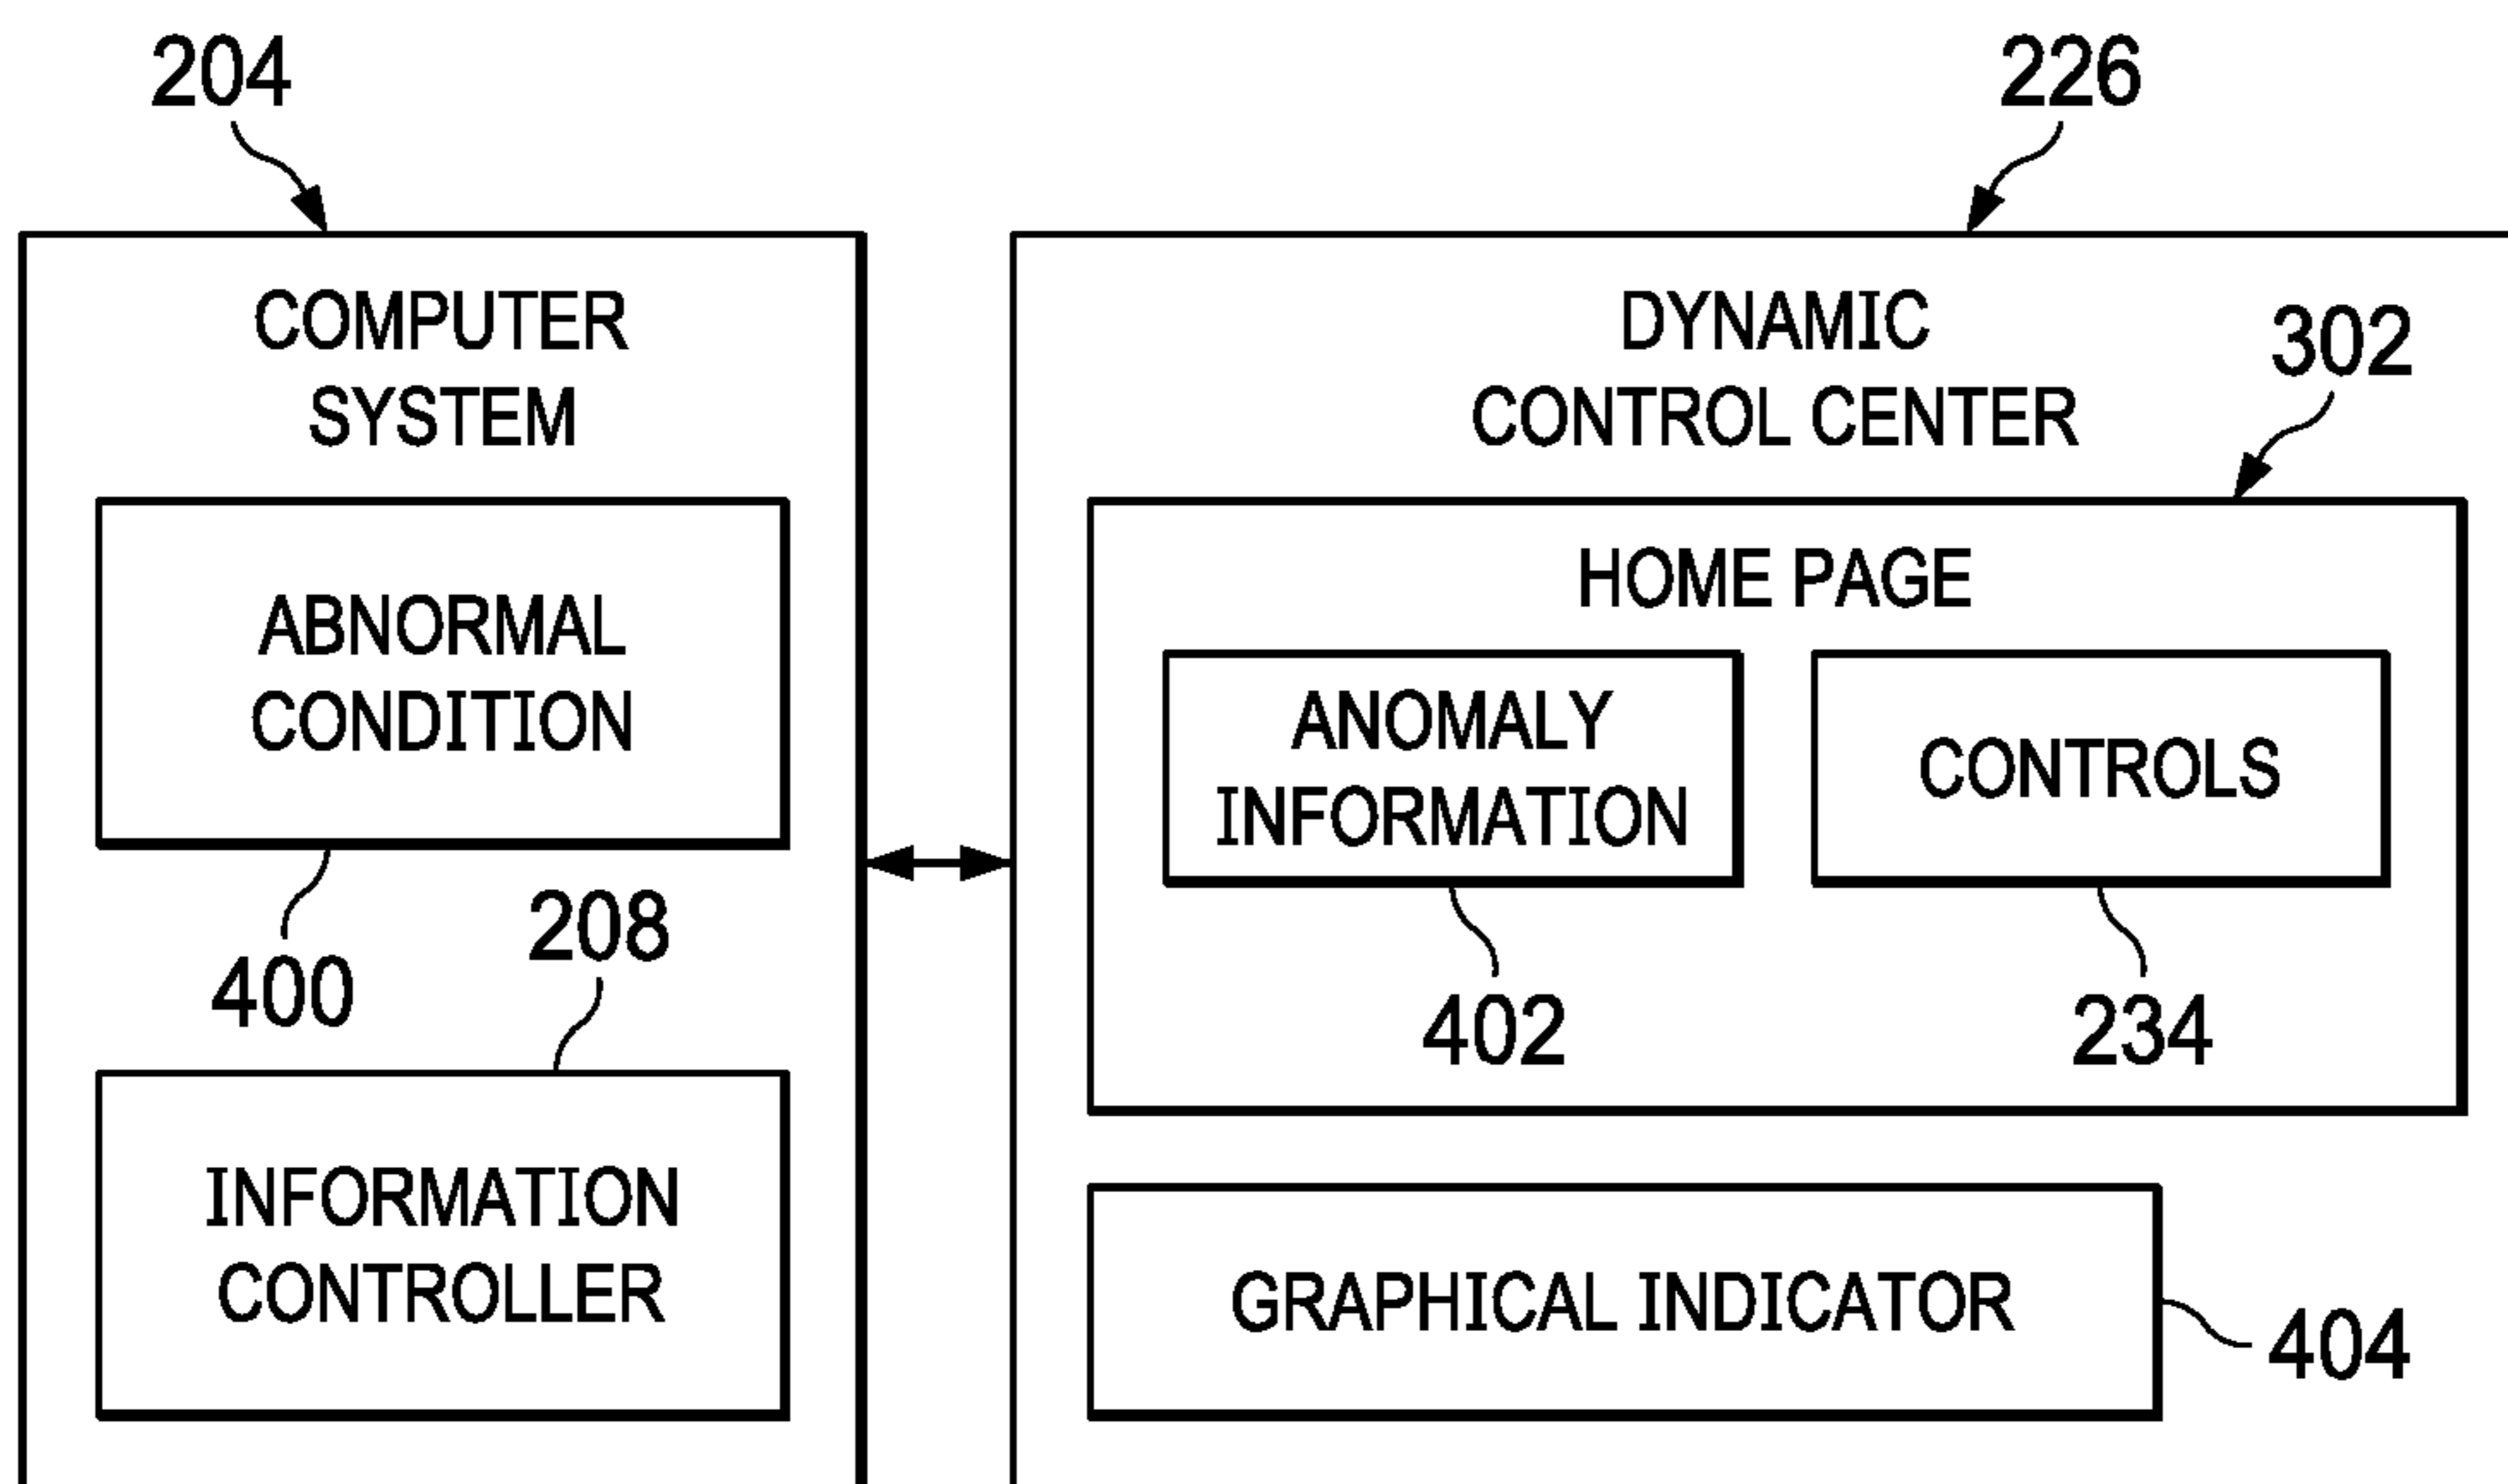 204
226
COMPUTER
SYSTEM
ABNORMAL
CONDITION
400
208
INFORMATION
CONTROLLER
DYNAMIC
CONTROL CENTER
302
HOME PAGE
ANOMALY
INFORMATION
402
CONTROLS
234
GRAPHICAL INDICATOR
404